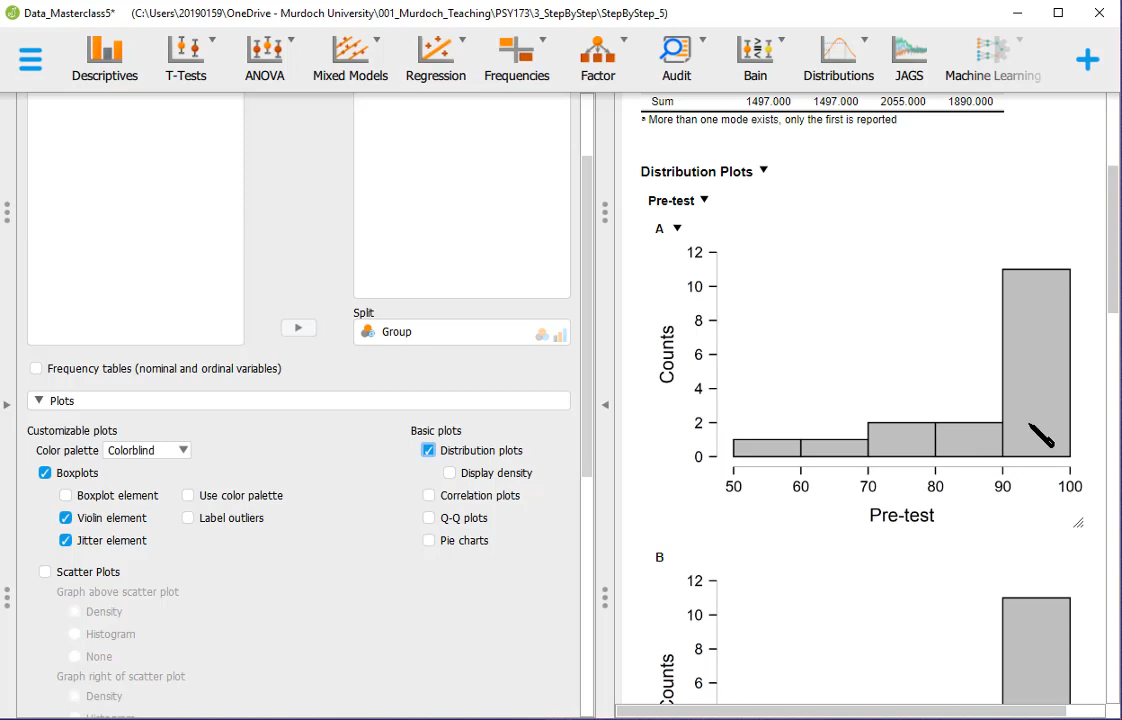 Data_Masterclass5* (C:\Users\20190159\OneDrive - Murdoch University\001_Murdoch_Teaching\PSY173\3_StepByStep\StepByStep_5)
Descriptives T-Tests ANOVA Mixed Models Regression Frequencies Factor Audit Bain Distributions JAGS Machine Learning
Split
Group
Frequency tables (nominal and ordinal variables)
Plots
Customizable plots
Color palette Colorblind
Boxplots
Boxplot element Use color palette
Violin element Label outliers
Jitter element
Scatter Plots
Graph above scatter plot
Density
Histogram
None
Graph right of scatter plot
Density
Histogram
Basic plots
Distribution plots
Display density
Correlation plots
Q-Q plots
Pie charts
Sum 1497.000 1497.000 2055.000 1890.000
ᵃ More than one mode exists, only the first is reported
Distribution Plots
Pre-test
A
12
10
8
6
4
2
0
Counts
50 60 70 80 90 100
Pre-test
B
12
10
8
6
Counts